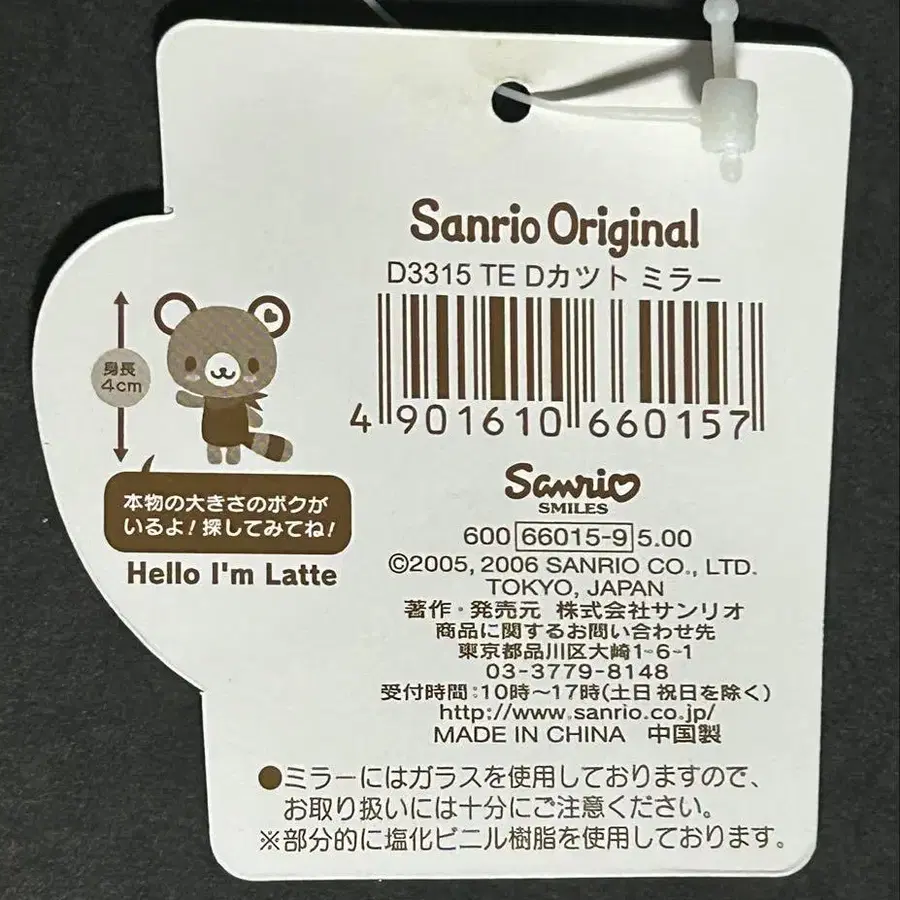 Sanrio Original
D3315 TE Dカツト ミラー
4 901610 660157
身長
4cm
本物の大きさのボクが
いるよ!探してみてね!
Hello I'm Latte
Sanrio
SMILES
600 66015-9 5.00
©2005, 2006 SANRIO CO., LTD.
TOKYO, JAPAN
著作・発売元 株式会社サンリオ
商品に関するお問い合わせ先
東京都品川区大崎1-6-1
03-3779-8148
受付時間:10時～17時(土日祝日を除く)
http://www.sanrio.co.jp/
MADE IN CHINA 中国製
●ミラーにはガラスを使用しておりますので、
お取り扱いには十分にご注意ください。
※部分的に塩化ビニル樹脂を使用しております。